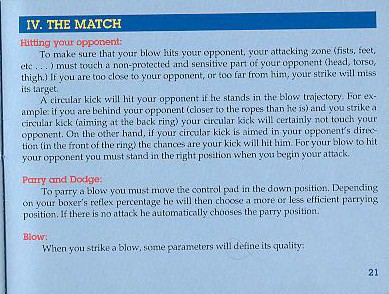 IV. THE MATCH
Hitting your opponent:
To make sure that your blow hits your opponent, your attacking zone (fists, feet,
etc . . . ) must touch a non-protected and sensitive part of your opponent (head, torso,
thigh.) If you are too close to your opponent, or too far from him, your strike will miss
its target.
A circular kick will hit your opponent if he stands in the blow trajectory. For ex-
ample: if you are behind your opponent (closer to the ropes than he is) and you strike a
circular kick (aiming at the back ring) your circular kick will certainly not touch your
opponent. On the other hand, if your circular kick is aimed in your opponent's direc-
tion (in the front of the ring) the chances are your kick will hit him. For your blow to hit
your opponent you must stand in the right position when you begin your attack.
Parry and Dodge:
To parry a blow you must move the control pad in the down position. Depending
on your boxer's reflex percentage he will then choose a more or less efficient parrying
position. If there is no attack he automatically chooses the parry position.
Blow:
When you strike a blow, some parameters will define its quality:
21